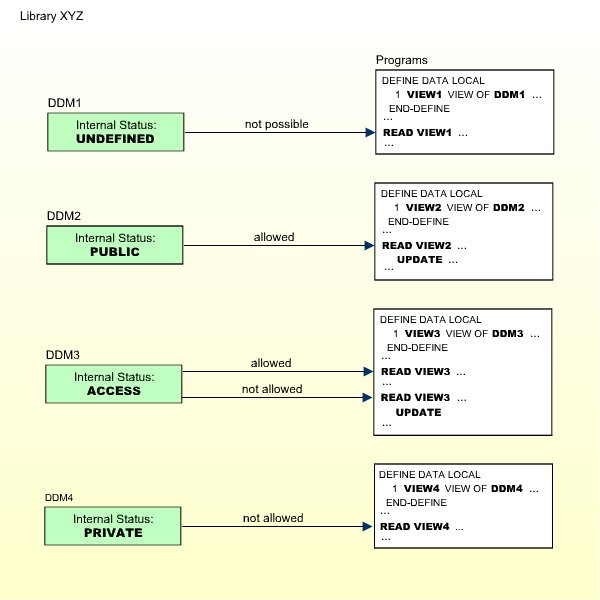 Library XYZ
Programs
DDM1
Internal Status:
UNDEFINED
not possible
DEFINE DATA LOCAL
1 VIEW1 VIEW OF DDM1 ...
END-DEFINE
...
READ VIEW1 ...
...
DDM2
Internal Status:
PUBLIC
allowed
DEFINE DATA LOCAL
1 VIEW2 VIEW OF DDM2 ...
END-DEFINE
...
READ VIEW2 ...
UPDATE ...
...
DDM3
Internal Status:
ACCESS
allowed
not allowed
DEFINE DATA LOCAL
1 VIEW3 VIEW OF DDM3 ...
END-DEFINE
...
READ VIEW3 ...
...
READ VIEW3 ...
UPDATE
...
DDM4
Internal Status:
PRIVATE
not allowed
DEFINE DATA LOCAL
1 VIEW4 VIEW OF DDM4 ...
END-DEFINE
...
READ VIEW4 ...
...